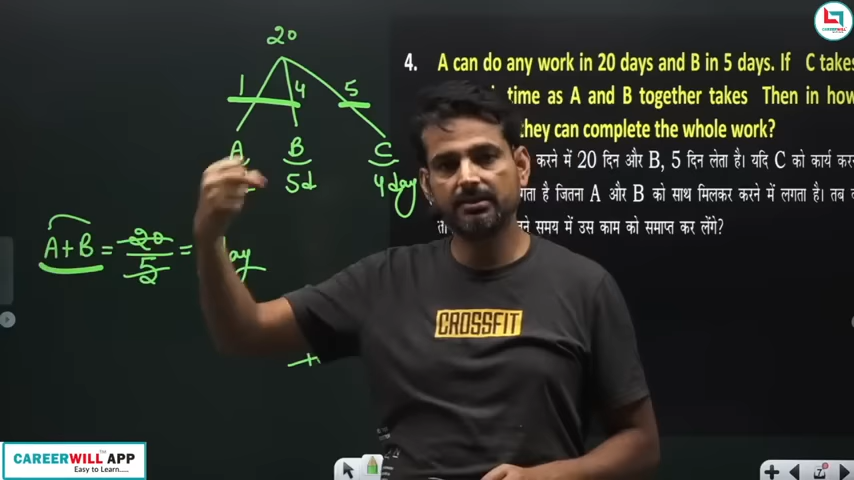 20
1 4 5
A B C
5d 4day
A+B = 20/5 = ay
2
4. A can do any work in 20 days and B in 5 days. If C takes
time as A and B together takes Then in how
they can complete the whole work?
करने में 20 दिन और B, 5 दिन लेता है। यदि C को कार्य कर
है जितना A और B को साथ मिलकर करने में लगता है। तब
समय में उस काम को समाप्त कर लेंगे?
CROSSFIT
CAREERWILL APP
Easy to Learn.....